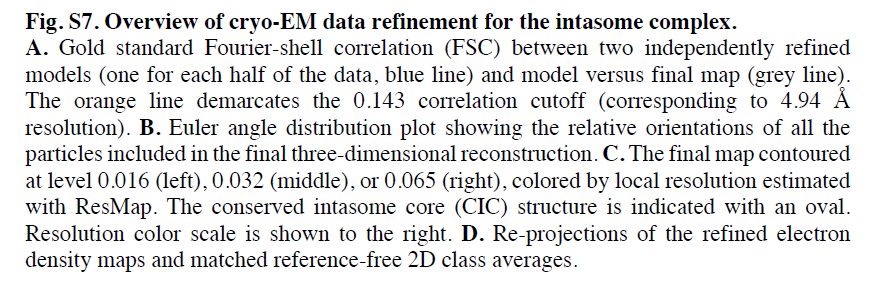 Fig. S7. Overview of cryo-EM data refinement for the intasome complex.
A. Gold standard Fourier-shell correlation (FSC) between two independently refined
models (one for each half of the data, blue line) and model versus final map (grey line).
The orange line demarcates the 0.143 correlation cutoff (corresponding to 4.94 Å
resolution). B. Euler angle distribution plot showing the relative orientations of all the
particles included in the final three-dimensional reconstruction. C. The final map contoured
at level 0.016 (left), 0.032 (middle), or 0.065 (right), colored by local resolution estimated
with ResMap. The conserved intasome core (CIC) structure is indicated with an oval.
Resolution color scale is shown to the right. D. Re-projections of the refined electron
density maps and matched reference-free 2D class averages.